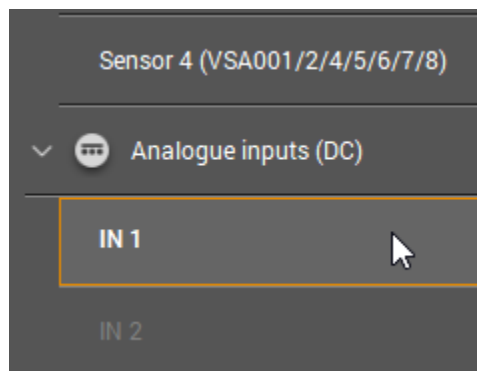 Sensor 4 (VSA001/2/4/5/6/7/8)
Analogue inputs (DC)
IN 1
IN 2